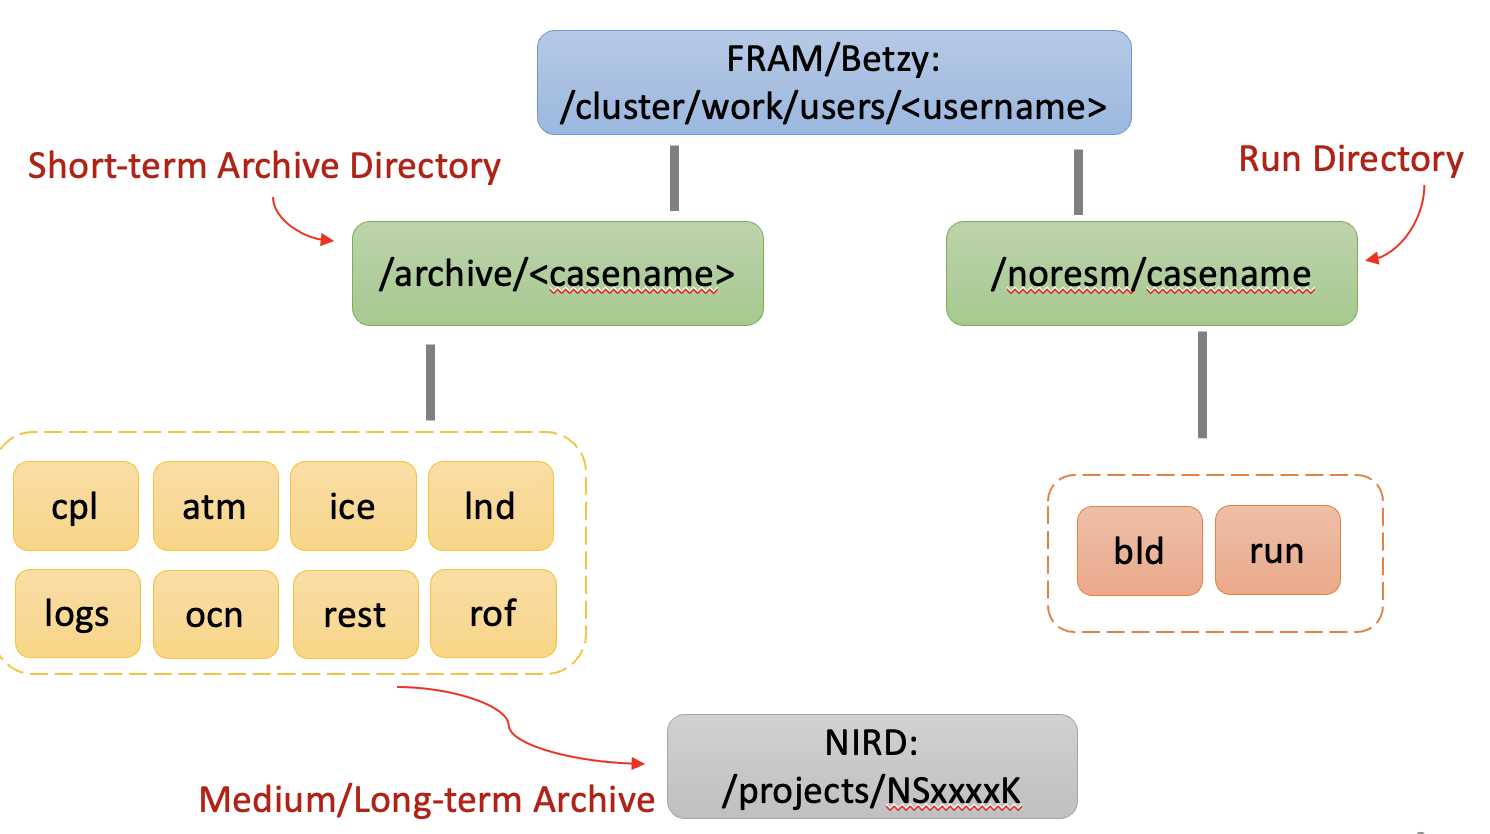 FRAM/Betzy:
/cluster/work/users/<username>
Short-term Archive Directory
Run Directory
/archive/<casename>
/noresm/casename
cpl
atm
ice
lnd
bld
run
logs
ocn
rest
rof
NIRD:
/projects/NSxxxxK
Medium/Long-term Archive